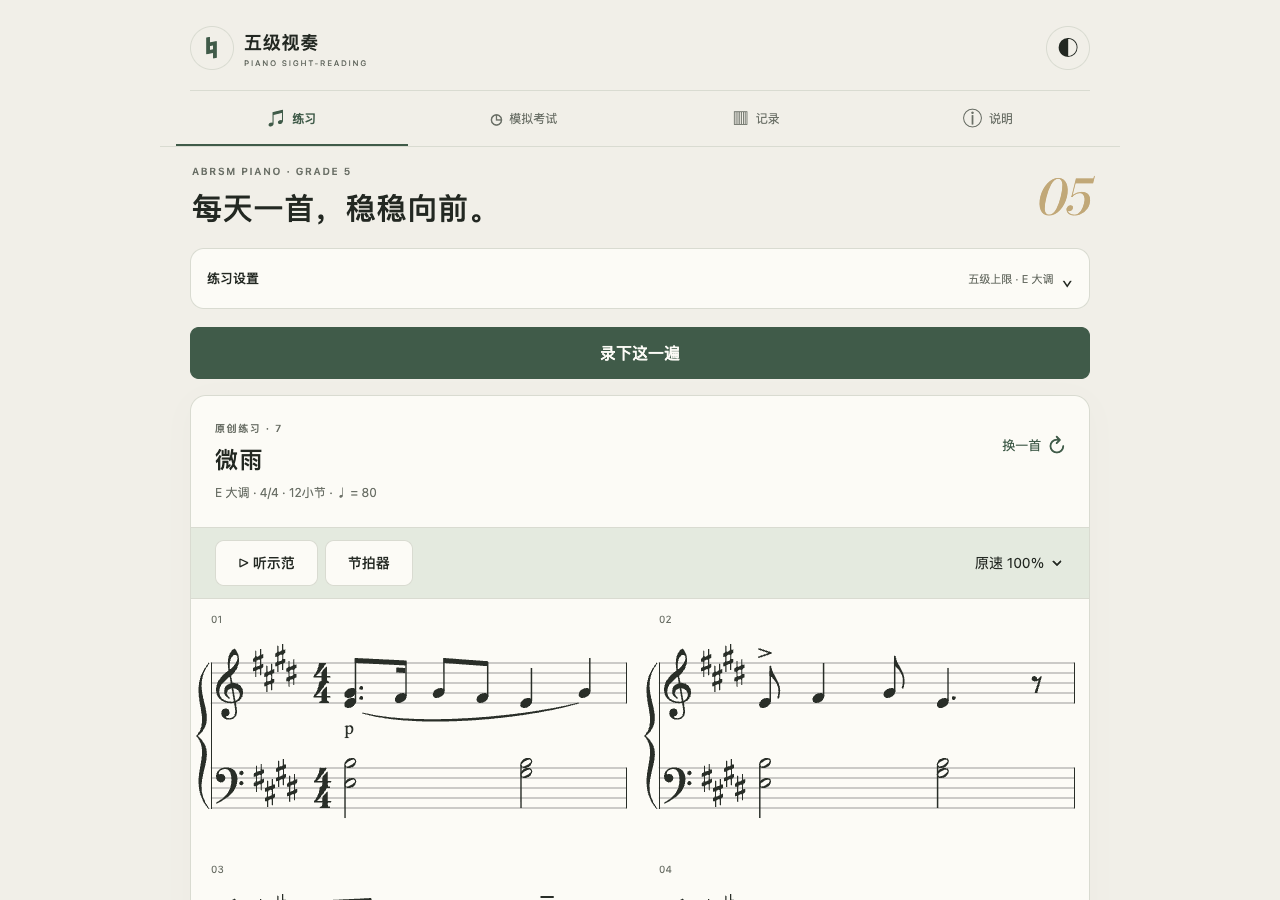 五级视奏
PIANO SIGHT-READING
练习
模拟考试
记录
说明
ABRSM PIANO · GRADE 5
每天一首，稳稳向前。
05
练习设置
五级上限 · E 大调
录下这一遍
原创练习 · 7
微雨
换一首
E 大调 · 4/4 · 12小节 · ♩ = 80
听示范
节拍器
原速 100%
01
02
4
4
p
4
4
03
04